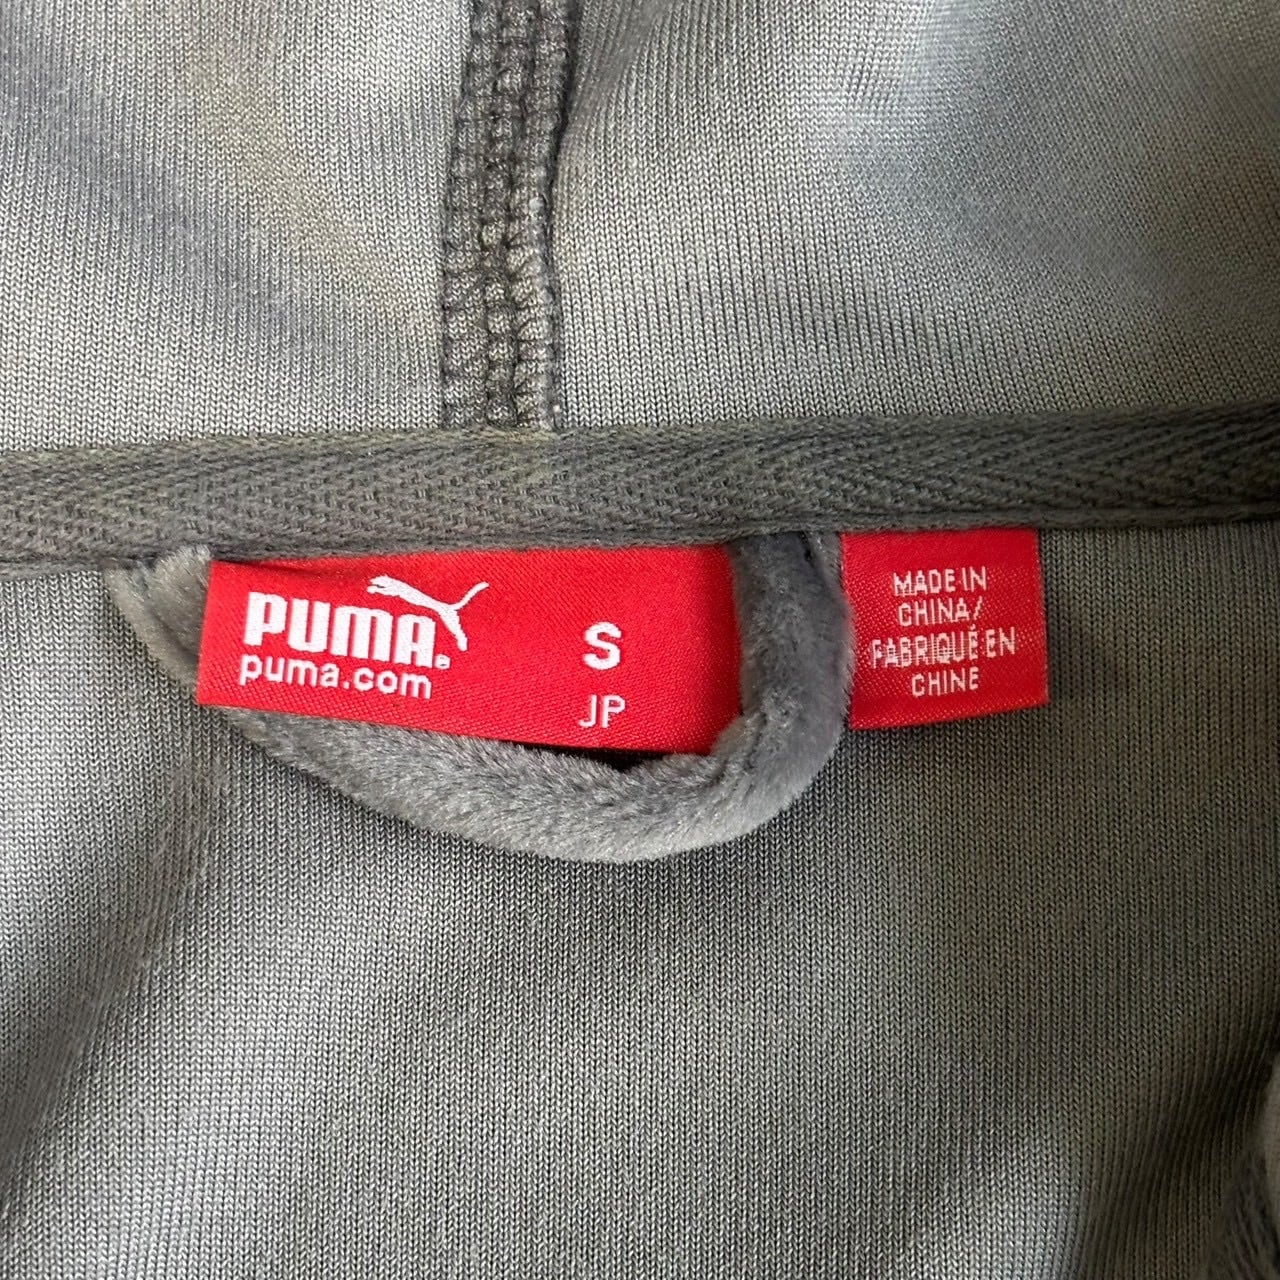 PUMA®
puma.com
S
JP
MADE IN
CHINA/
FABRIQUÉ EN
CHINE